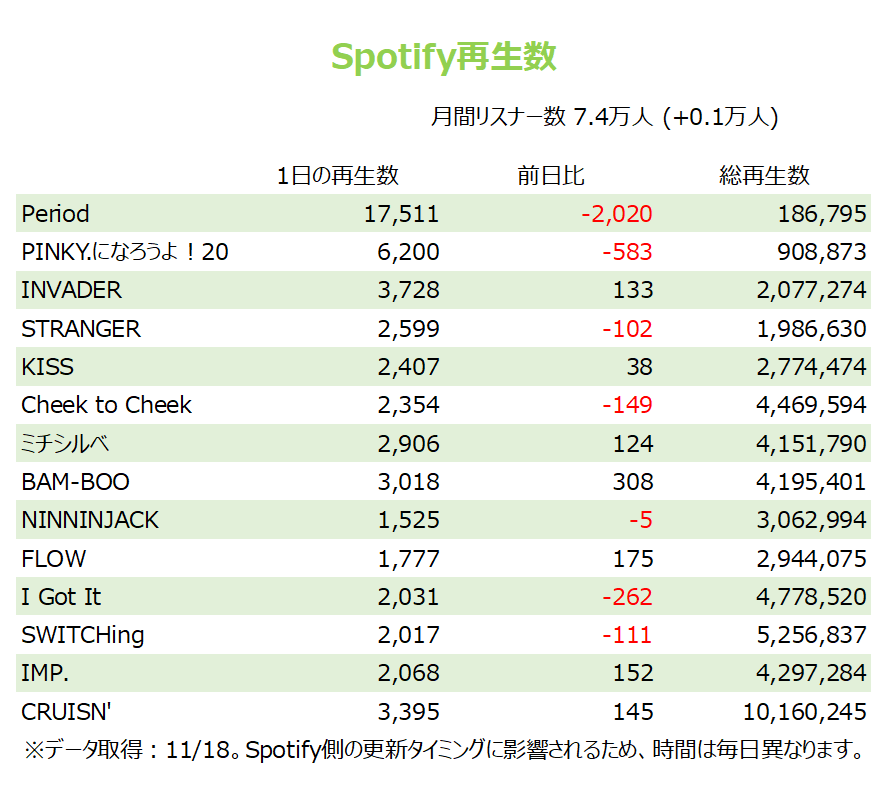 Spotify再生数
月間リスナー数 7.4万人 (+0.1万人)
1日の再生数 前日比 総再生数
Period 17,511 -2,020 186,795
PINKY.になろうよ！20 6,200 -583 908,873
INVADER 3,728 133 2,077,274
STRANGER 2,599 -102 1,986,630
KISS 2,407 38 2,774,474
Cheek to Cheek 2,354 -149 4,469,594
ミチシルベ 2,906 124 4,151,790
BAM-BOO 3,018 308 4,195,401
NINNINJACK 1,525 -5 3,062,994
FLOW 1,777 175 2,944,075
I Got It 2,031 -262 4,778,520
SWITCHing 2,017 -111 5,256,837
IMP. 2,068 152 4,297,284
CRUISN' 3,395 145 10,160,245
※データ取得：11/18。Spotify側の更新タイミングに影響されるため、時間は毎日異なります。